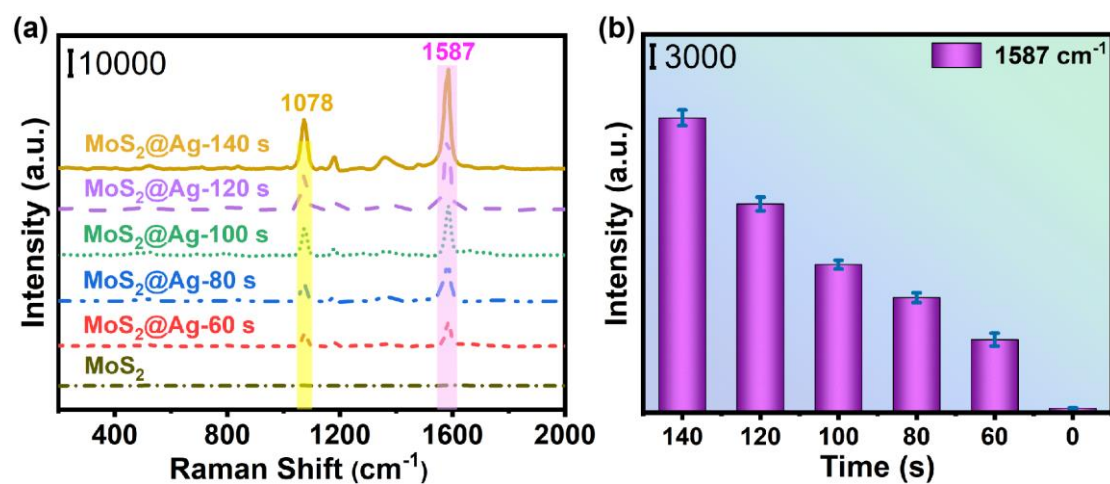 (a)
10000
1587
1078
MoS₂@Ag-140 s
MoS₂@Ag-120 s
MoS₂@Ag-100 s
MoS₂@Ag-80 s
MoS₂@Ag-60 s
MoS₂
Intensity (a.u.)
400 800 1200 1600 2000
Raman Shift (cm⁻¹)
(b)
3000
1587 cm⁻¹
Intensity (a.u.)
140 120 100 80 60 0
Time (s)